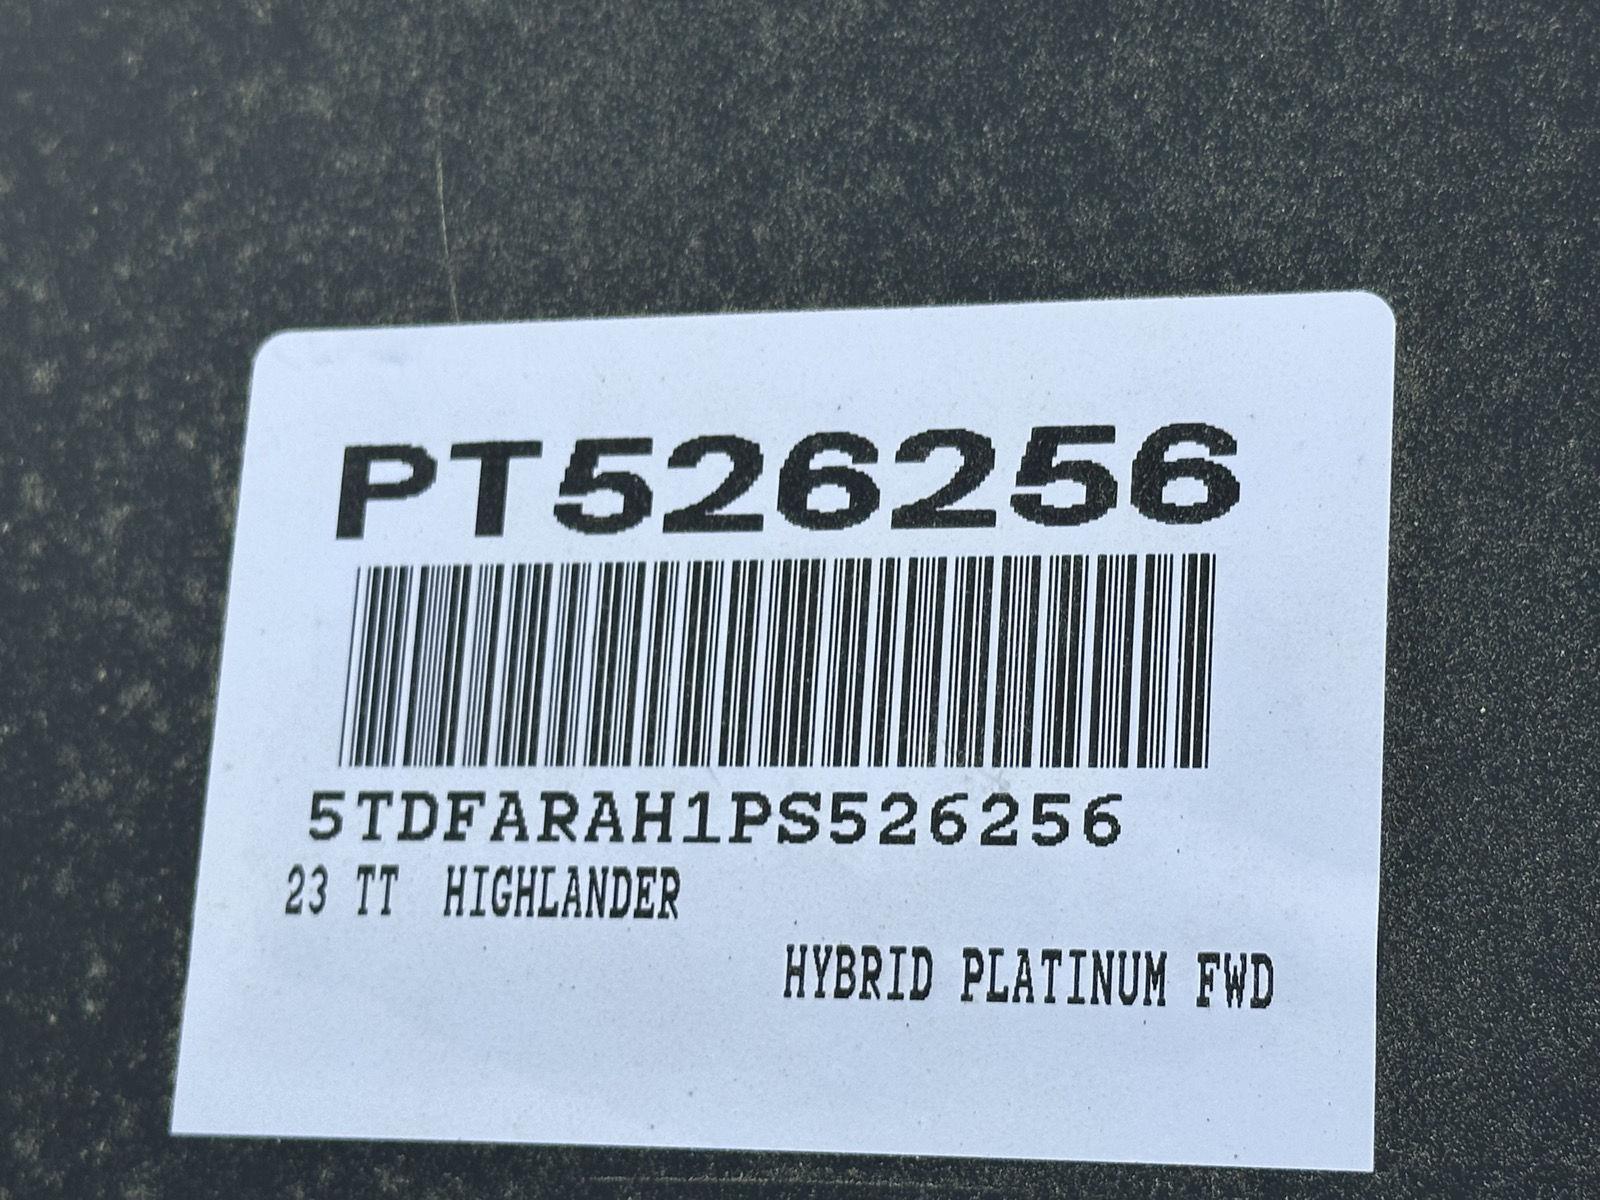 PT526256
5TDFARAH1PS526256
23 TT HIGHLANDER
HYBRID PLATINUM FWD